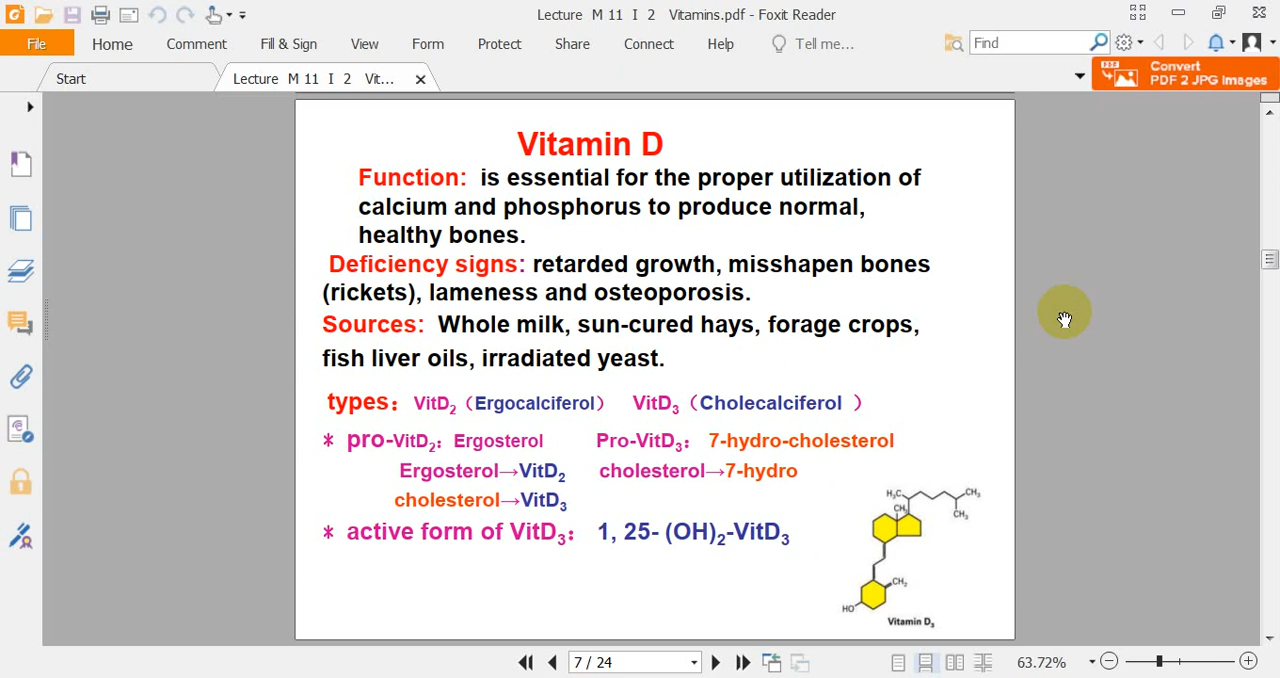 Lecture M 11 I 2 Vitamins.pdf - Foxit Reader
File Home Comment Fill & Sign View Form Protect Share Connect Help Tell me... Find
Start Lecture M 11 I 2 Vit... Convert
PDF 2 JPG Images
Vitamin D
Function: is essential for the proper utilization of
calcium and phosphorus to produce normal,
healthy bones.
Deficiency signs: retarded growth, misshapen bones
(rickets), lameness and osteoporosis.
Sources: Whole milk, sun-cured hays, forage crops,
fish liver oils, irradiated yeast.
types： VitD₂（Ergocalciferol） VitD₃（Cholecalciferol ）
* pro-VitD₂：Ergosterol Pro-VitD₃： 7-hydro-cholesterol
Ergosterol→VitD₂ cholesterol→7-hydro
cholesterol→VitD₃
* active form of VitD₃： 1, 25- (OH)₂-VitD₃
H₃C CH₃
CH₃
CH₃
CH₂
HO
Vitamin D₃
7 / 24 63.72%